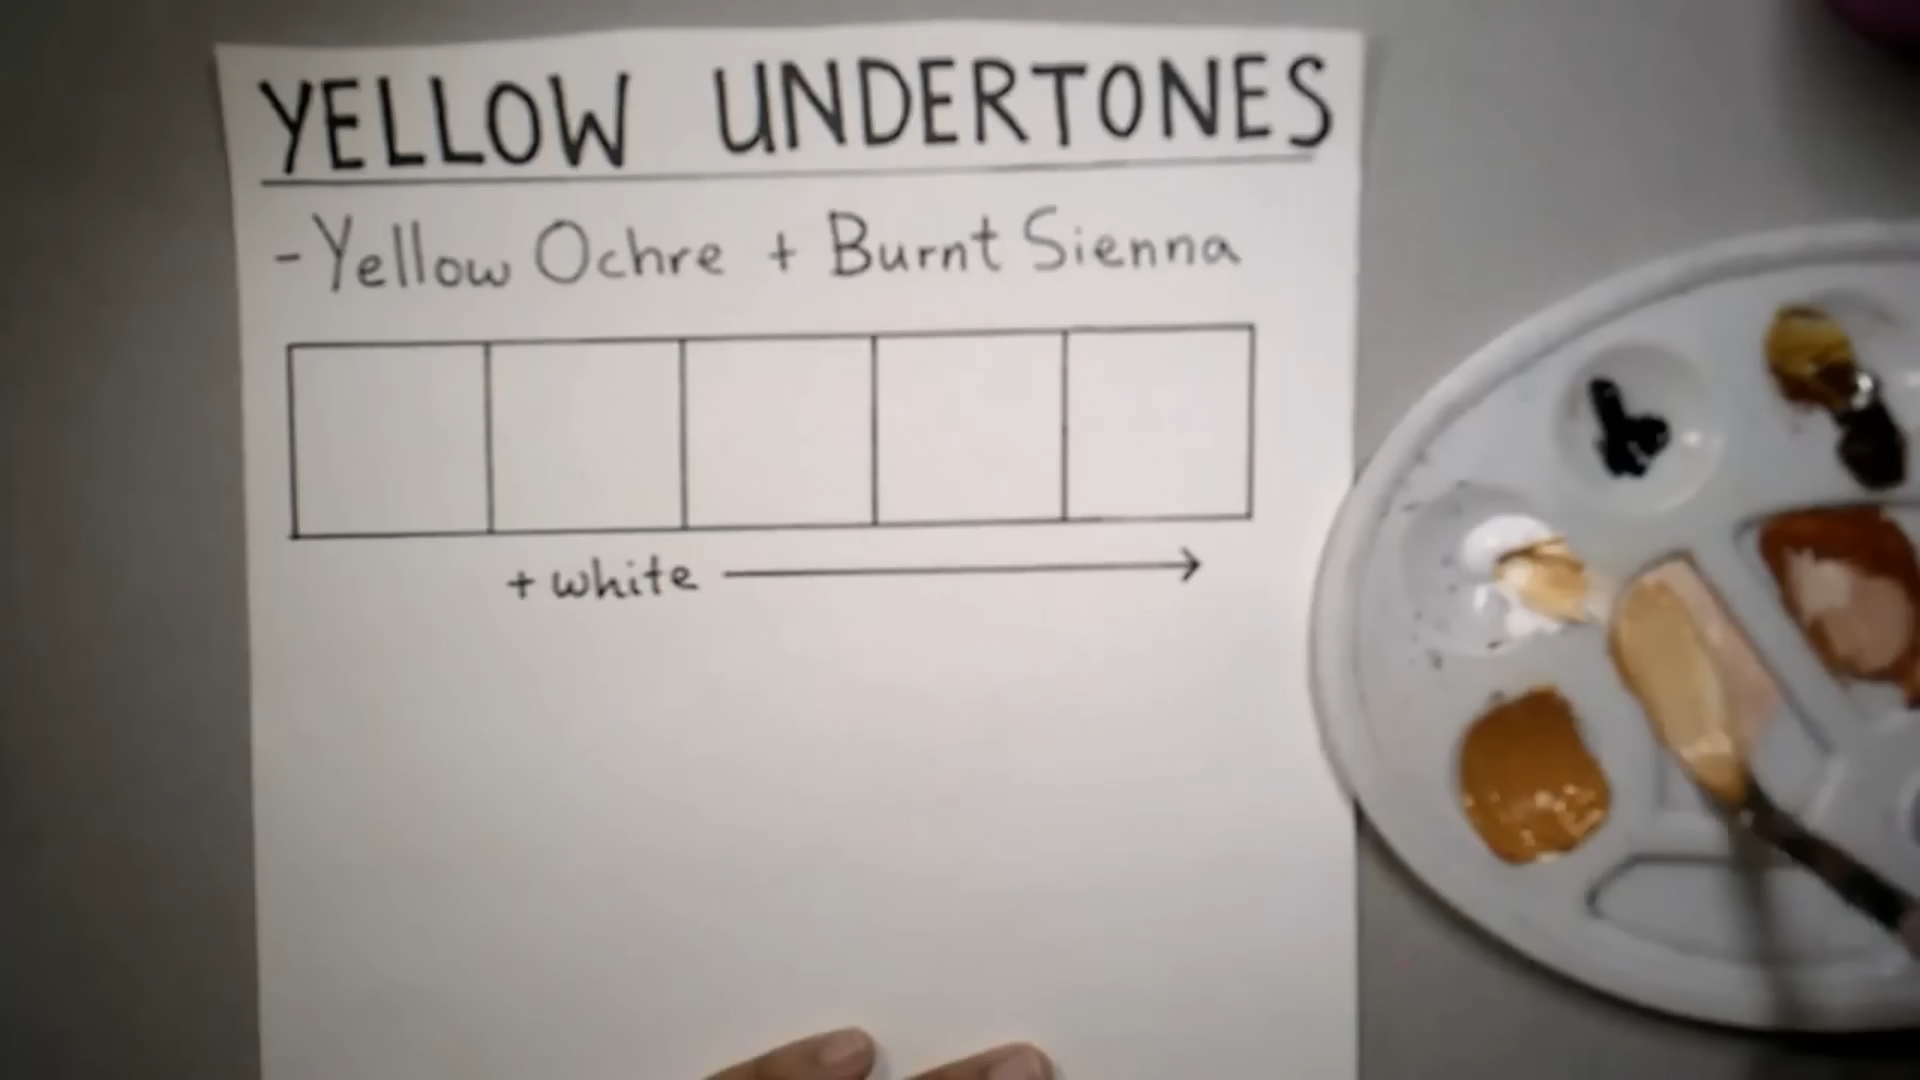 YELLOW UNDERTONES
- Yellow Ochre + Burnt Sienna
+ white